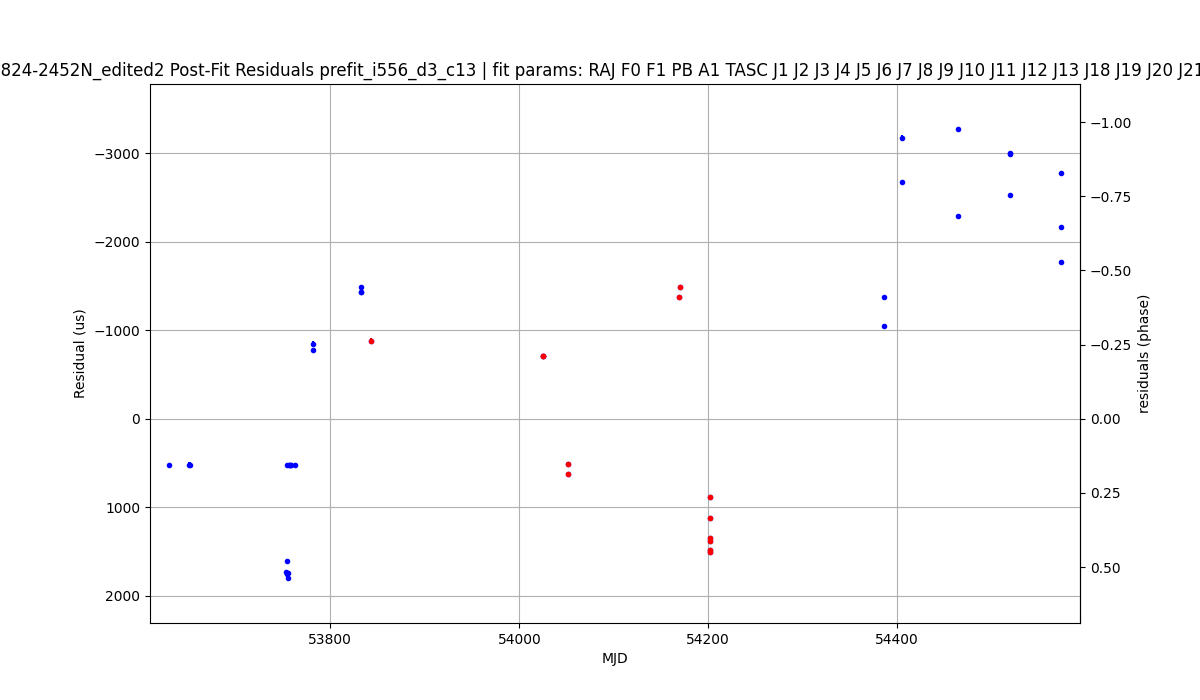 824-2452N_edited2 Post-Fit Residuals prefit_i556_d3_c13 | fit params: RAJ F0 F1 PB A1 TASC J1 J2 J3 J4 J5 J6 J7 J8 J9 J10 J11 J12 J13 J18 J19 J20 J21
−3000
−2000
−1000
0
1000
2000
Residual (us)
−1.00
−0.75
−0.50
−0.25
0.00
0.25
0.50
residuals (phase)
53800 54000 54200 54400
MJD